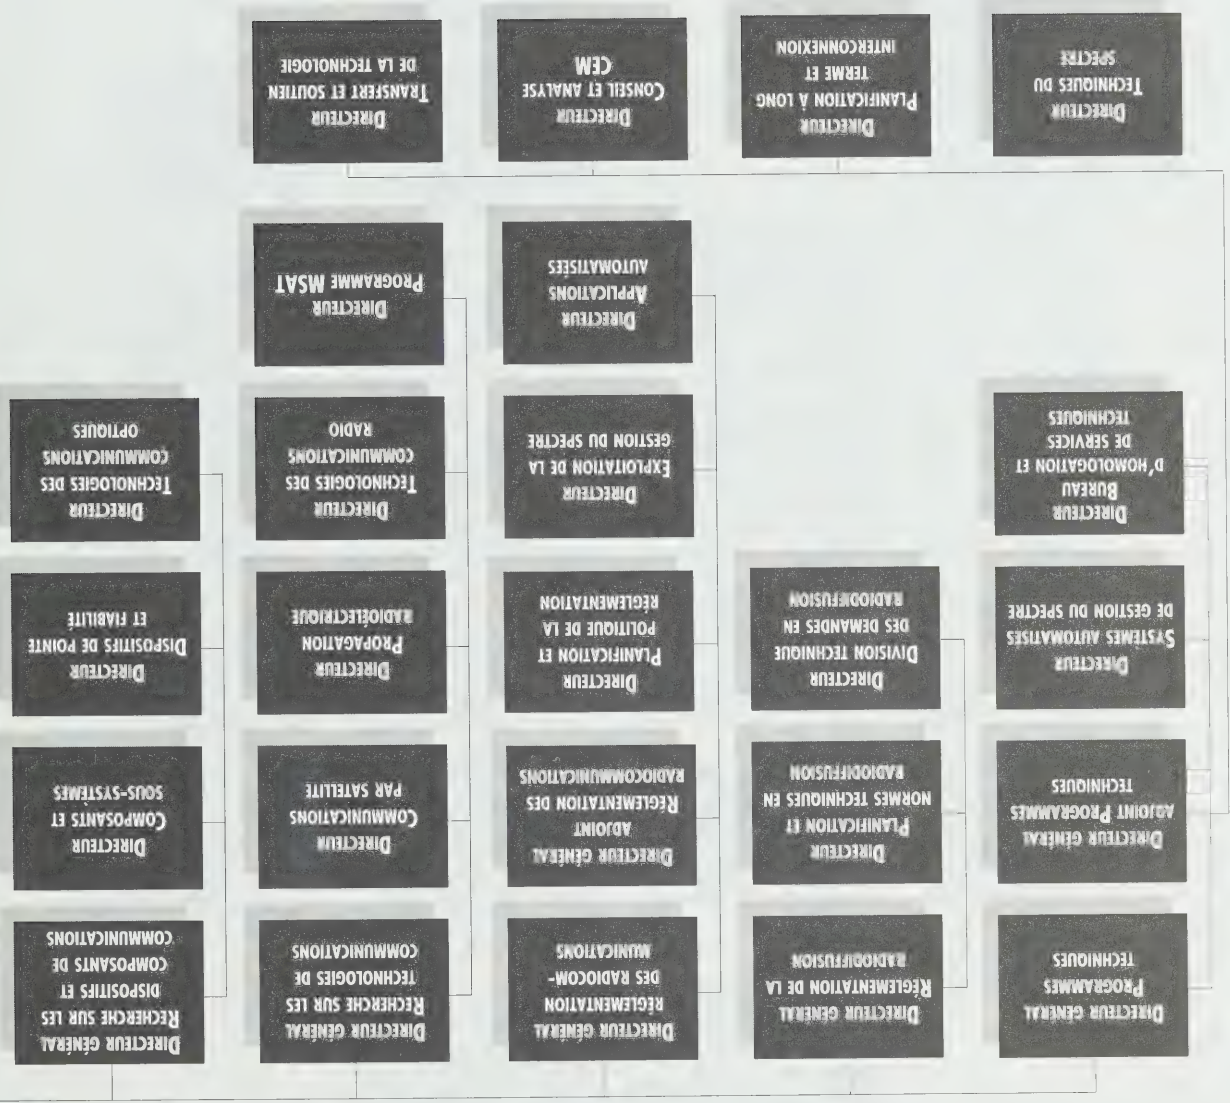 DIRECTEUR GÉNÉRAL
PROGRAMMES
TECHNIQUES
DIRECTEUR GÉNÉRAL
RÉGLEMENTATION DE LA
RADIODIFFUSION
DIRECTEUR GÉNÉRAL
RÉGLEMENTATION
DES RADIOCOM-
MUNICATIONS
DIRECTEUR GÉNÉRAL
RECHERCHE SUR LES
TECHNOLOGIES DE
COMMUNICATIONS
DIRECTEUR GÉNÉRAL
RECHERCHE SUR LES
DISPOSITIFS ET
COMPOSANTS DE
COMMUNICATIONS
DIRECTEUR GÉNÉRAL
ADJOINT PROGRAMMES
TECHNIQUES
DIRECTEUR
PLANIFICATION ET
NORMES TECHNIQUES EN
RADIODIFFUSION
DIRECTEUR GÉNÉRAL
ADJOINT
RÉGLEMENTATION DES
RADIOCOMMUNICATIONS
DIRECTEUR
COMMUNICATIONS
PAR SATELLITE
DIRECTEUR
COMPOSANTS ET
SOUS-SYSTÈMES
DIRECTEUR
SYSTÈMES AUTOMATISÉS
DE GESTION DU SPECTRE
DIRECTEUR
DIVISION TECHNIQUE
DES DEMANDES EN
RADIODIFFUSION
DIRECTEUR
PLANIFICATION ET
POLITIQUE DE LA
RÉGLEMENTATION
DIRECTEUR
PROPAGATION
RADIOÉLECTRIQUE
DIRECTEUR
DISPOSITIFS DE POINTE
ET FIABILITÉ
DIRECTEUR
BUREAU
D'HOMOLOGATION ET
DE SERVICES
TECHNIQUES
DIRECTEUR
EXPLOITATION DE LA
GESTION DU SPECTRE
DIRECTEUR
TECHNOLOGIES DES
COMMUNICATIONS
RADIO
DIRECTEUR
TECHNOLOGIES DES
COMMUNICATIONS
OPTIQUES
DIRECTEUR
APPLICATIONS
AUTOMATISÉES
DIRECTEUR
PROGRAMME MSAT
DIRECTEUR
TECHNIQUES DU
SPECTRE
DIRECTEUR
PLANIFICATION À LONG
TERME ET
INTERCONNEXION
DIRECTEUR
CONSEIL ET ANALYSE
CEM
DIRECTEUR
TRANSFERT ET SOUTIEN
DE LA TECHNOLOGIE